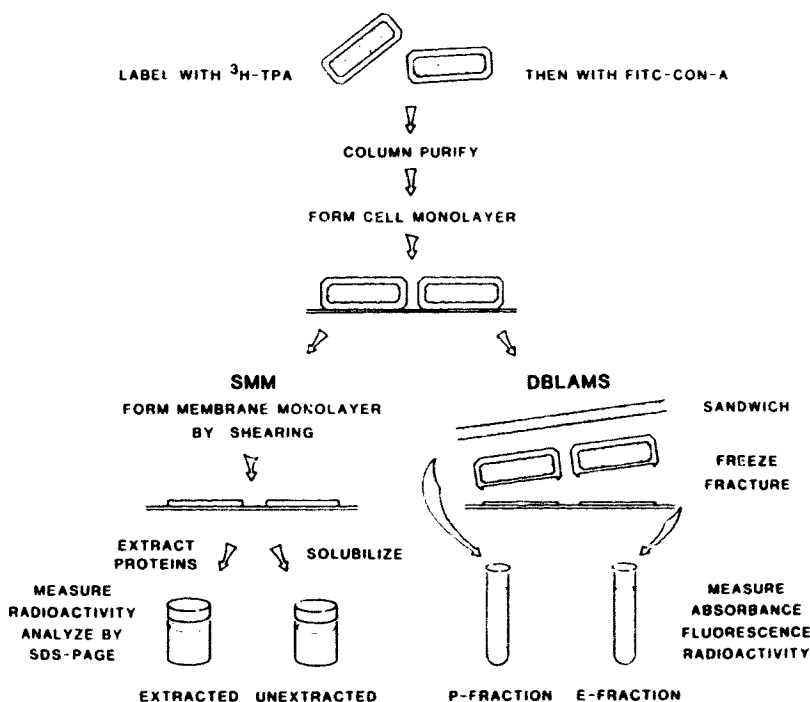 LABEL WITH ³H-TPA
THEN WITH FITC-CON-A
COLUMN PURIFY
FORM CELL MONOLAYER
SMM
FORM MEMBRANE MONOLAYER
BY SHEARING
EXTRACT
PROTEINS
SOLUBILIZE
MEASURE
RADIOACTIVITY
ANALYZE BY
SDS-PAGE
EXTRACTED
UNEXTRACTED
DBLAMS
SANDWICH
FREEZE
FRACTURE
MEASURE
ABSORBANCE
FLUORESCENCE
RADIOACTIVITY
P-FRACTION
E-FRACTION